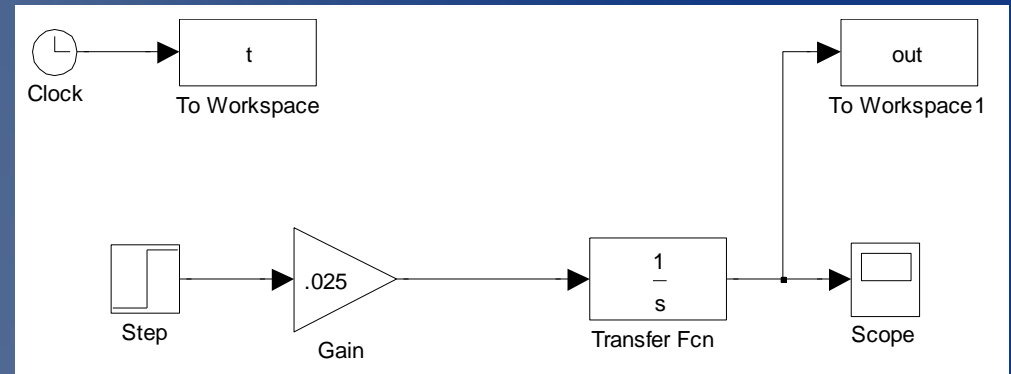 t
out
Clock
To Workspace
To Workspace1
.025
1
s
Step
Gain
Transfer Fcn
Scope